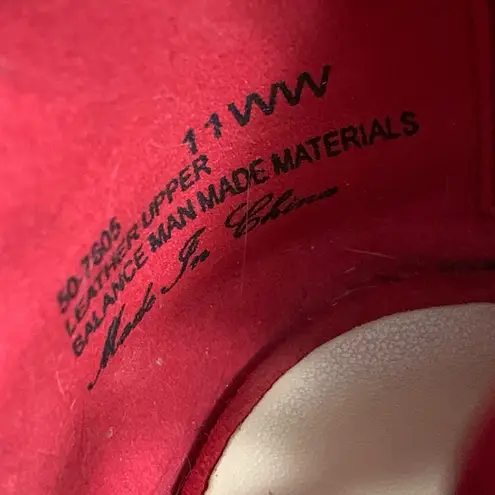 11WW
50-7605
LEATHER UPPER
BALANCE MAN MADE MATERIALS
Made In China